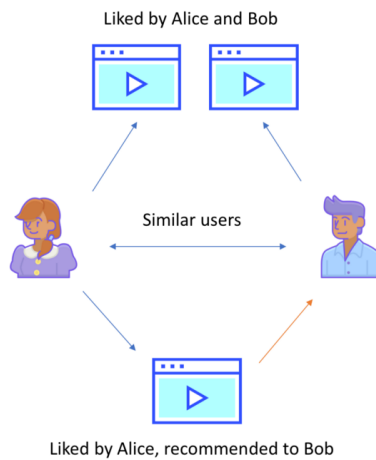 Liked by Alice and Bob
Similar users
Liked by Alice, recommended to Bob